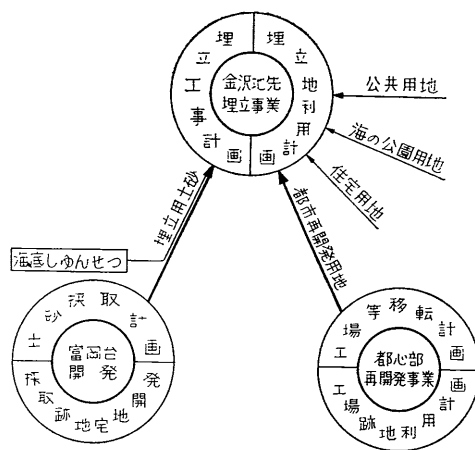 埋立工事計画
埋立地利用計画
金沢地先
埋立事業
公共用地
海の公園用地
住宅用地
埋立用土砂
都市再開発用地
海底しゆんせつ
土砂採取計画
富岡台
開発
採取跡地宅地開発
工場等移転計画
都心部
再開発事業
工場跡地利用計画